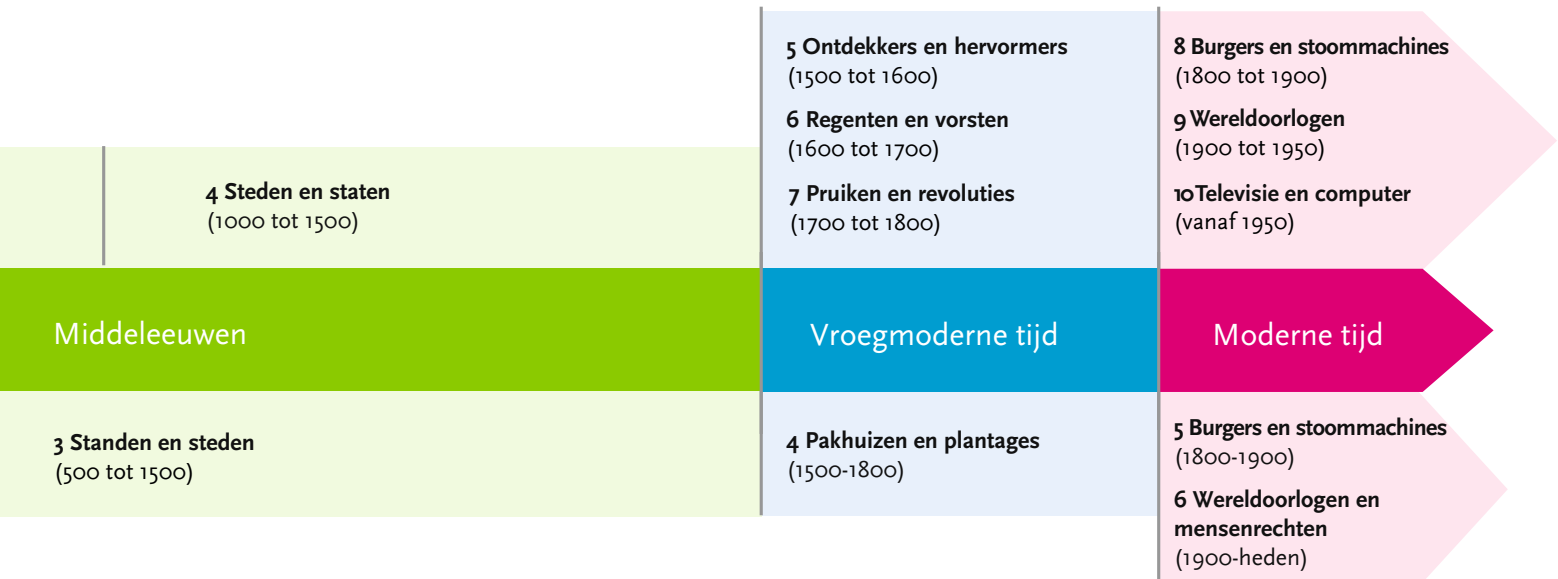 5 Ontdekkers en hervormers
(1500 tot 1600)
6 Regenten en vorsten
(1600 tot 1700)
7 Pruiken en revoluties
(1700 tot 1800)
8 Burgers en stoommachines
(1800 tot 1900)
9 Wereldoorlogen
(1900 tot 1950)
10 Televisie en computer
(vanaf 1950)
4 Steden en staten
(1000 tot 1500)
Middeleeuwen
Vroegmoderne tijd
Moderne tijd
3 Standen en steden
(500 tot 1500)
4 Pakhuizen en plantages
(1500-1800)
5 Burgers en stoommachines
(1800-1900)
6 Wereldoorlogen en
mensenrechten
(1900-heden)